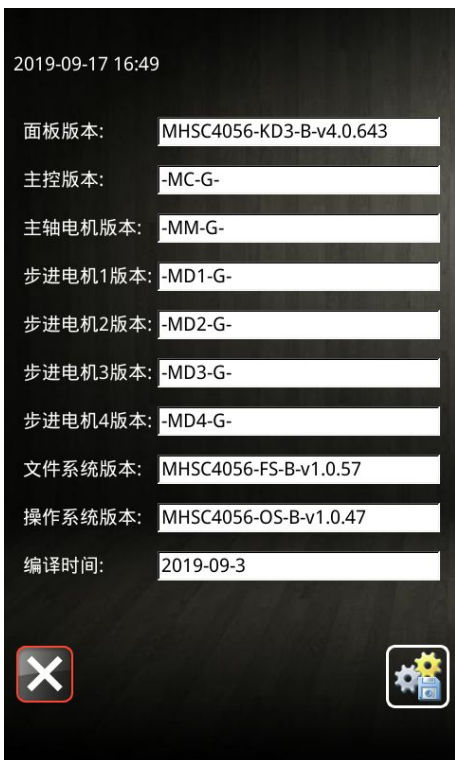 2019-09-17 16:49
面板版本: MHSC4056-KD3-B-v4.0.643
主控版本: -MC-G-
主轴电机版本: -MM-G-
步进电机1版本: -MD1-G-
步进电机2版本: -MD2-G-
步进电机3版本: -MD3-G-
步进电机4版本: -MD4-G-
文件系统版本: MHSC4056-FS-B-v1.0.57
操作系统版本: MHSC4056-OS-B-v1.0.47
编译时间: 2019-09-3